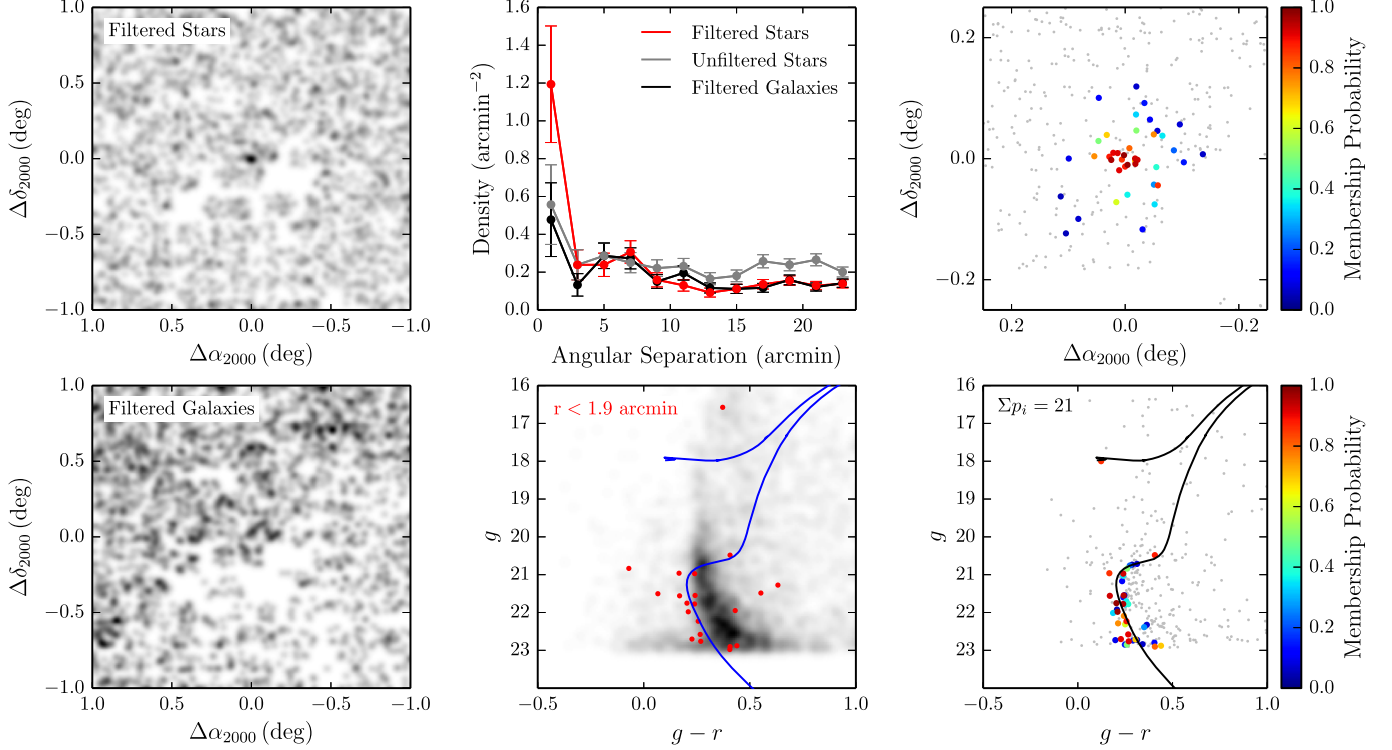 Filtered Stars
1.0
0.5
0.0
−0.5
−1.0
Δδ2000 (deg)
1.0 0.5 0.0 −0.5 −1.0
Δα2000 (deg)
Filtered Stars
Unfiltered Stars
Filtered Galaxies
1.6
1.4
1.2
1.0
0.8
0.6
0.4
0.2
0.0
Density (arcmin−2)
0 5 10 15 20
Angular Separation (arcmin)
0.2
0.0
−0.2
Δδ2000 (deg)
0.2 0.0 −0.2
Δα2000 (deg)
1.0
0.8
0.6
0.4
0.2
0.0
Membership Probability
Filtered Galaxies
1.0
0.5
0.0
−0.5
−1.0
Δδ2000 (deg)
1.0 0.5 0.0 −0.5 −1.0
Δα2000 (deg)
r < 1.9 arcmin
16
17
18
19
20
21
22
23
g
−0.5 0.0 0.5 1.0
g − r
Σpi = 21
16
17
18
19
20
21
22
23
g
−0.5 0.0 0.5 1.0
g − r
1.0
0.8
0.6
0.4
0.2
0.0
Membership Probability